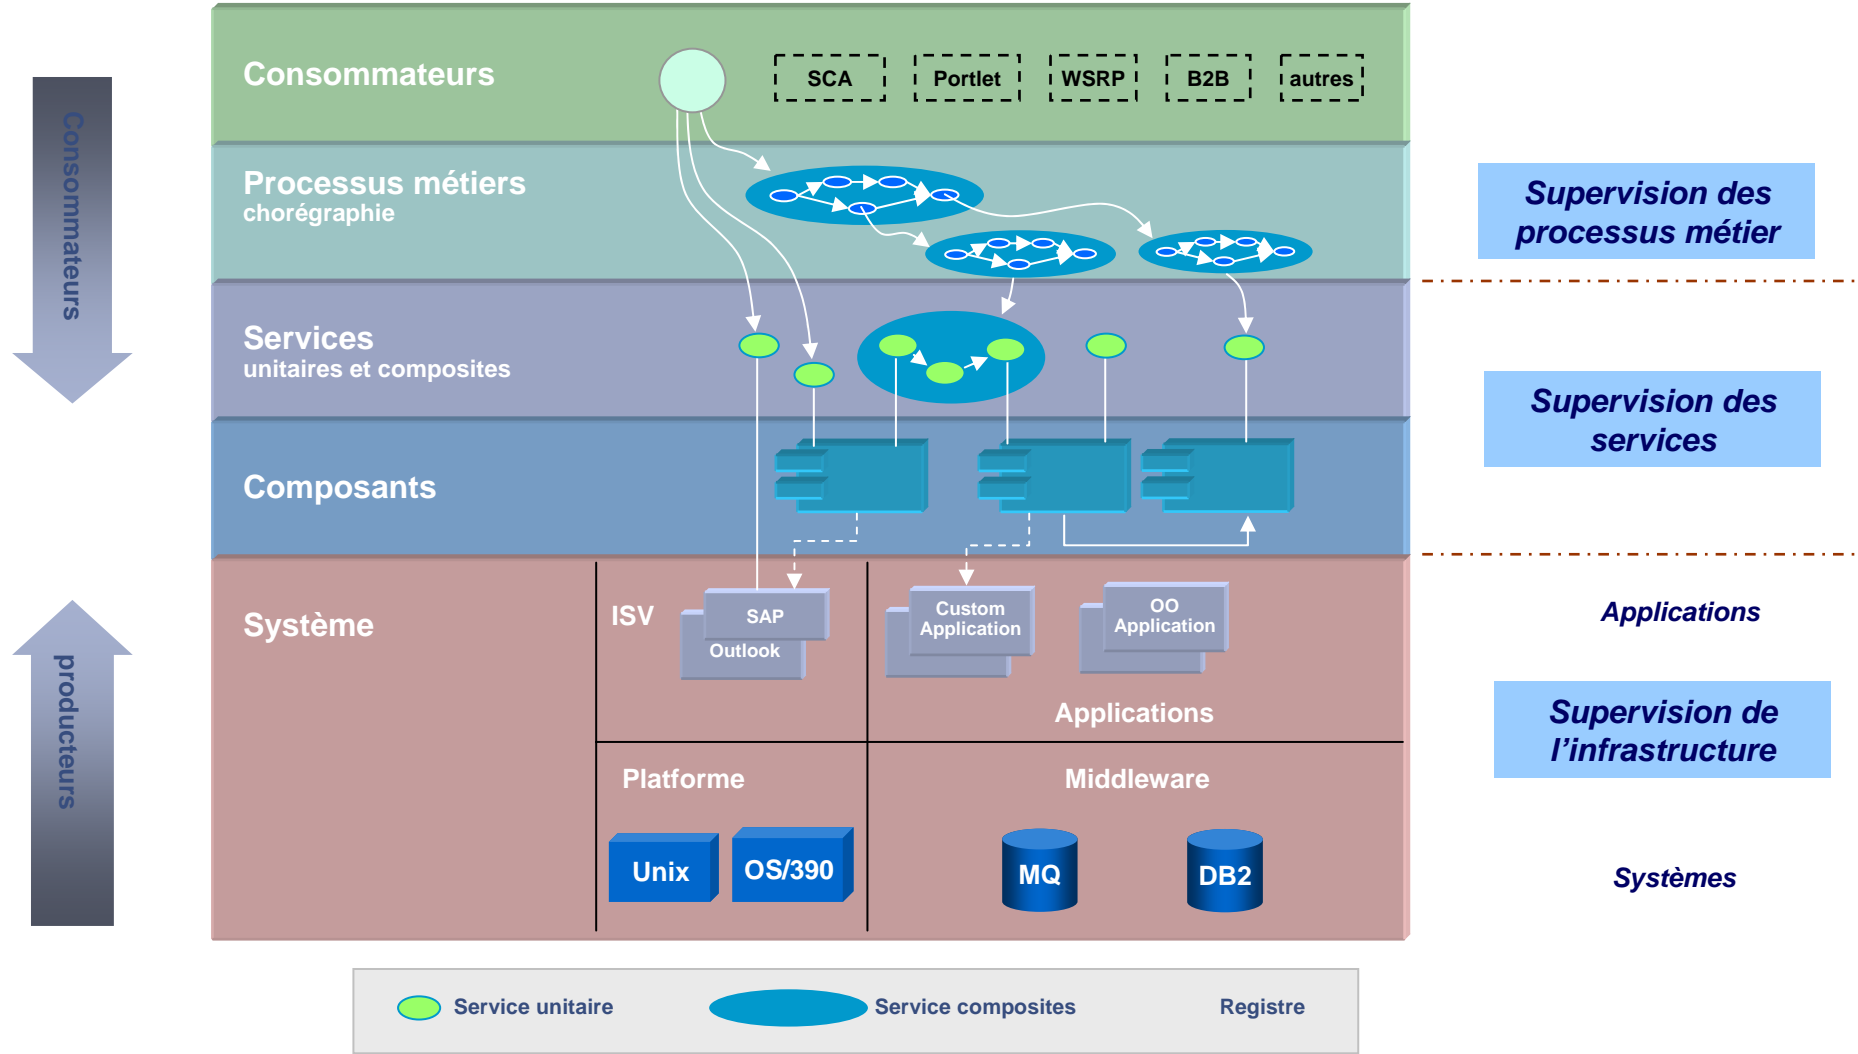 Consommateurs
SCA
Portlet
WSRP
B2B
autres
Consommateurs
Processus métiers
chorégraphie
Supervision des
processus métier
Services
unitaires et composites
Supervision des
services
Composants
Système
ISV
SAP
Outlook
Custom
Application
OO
Application
Applications
Applications
producteurs
Supervision de
l’infrastructure
Platforme
Middleware
Unix
OS/390
MQ
DB2
Systèmes
Service unitaire
Service composites
Registre